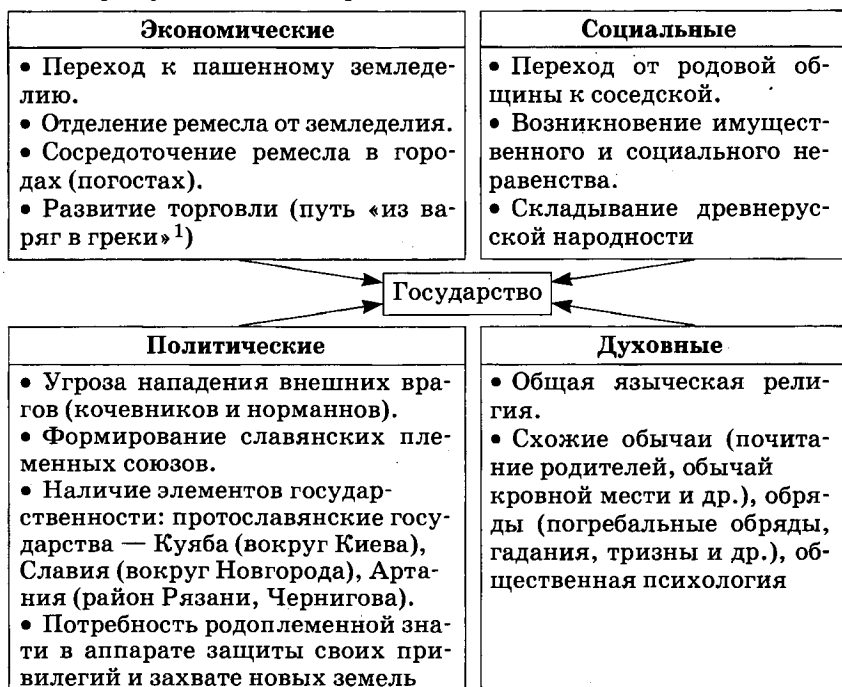 Экономические
• Переход к пашенному земледе-
лию.
• Отделение ремесла от земледелия.
• Сосредоточение ремесла в горо-
дах (погостах).
• Развитие торговли (путь «из ва-
ряг в греки»¹)
Социальные
• Переход от родовой об-
щины к соседской.
• Возникновение имущест-
венного и социального не-
равенства.
• Складывание древнерус-
ской народности
Государство
Политические
• Угроза нападения внешних вра-
гов (кочевников и норманнов).
• Формирование славянских пле-
менных союзов.
• Наличие элементов государ-
ственности: протославянские госу-
дарства — Куяба (вокруг Киева),
Славия (вокруг Новгорода), Арта-
ния (район Рязани, Чернигова).
• Потребность родоплеменной зна-
ти в аппарате защиты своих при-
вилегий и захвате новых земель
Духовные
• Общая языческая рели-
гия.
• Схожие обычаи (почита-
ние родителей, обычай
кровной мести и др.), обря-
ды (погребальные обряды,
гадания, тризны и др.), об-
щественная психология